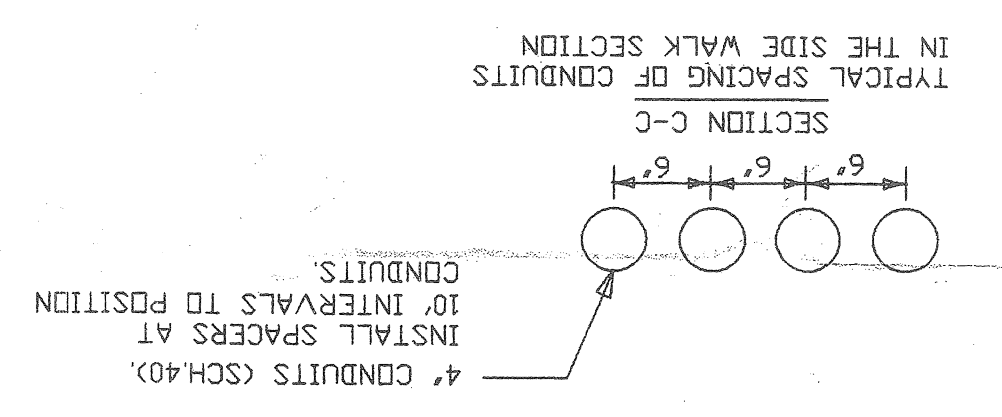 4" CONDUITS (SCH.40).
INSTALL SPACERS AT
10' INTERVALS TO POSITION
CONDUITS.
6" 6" 6"
SECTION C-C
TYPICAL SPACING OF CONDUITS
IN THE SIDE WALK SECTION